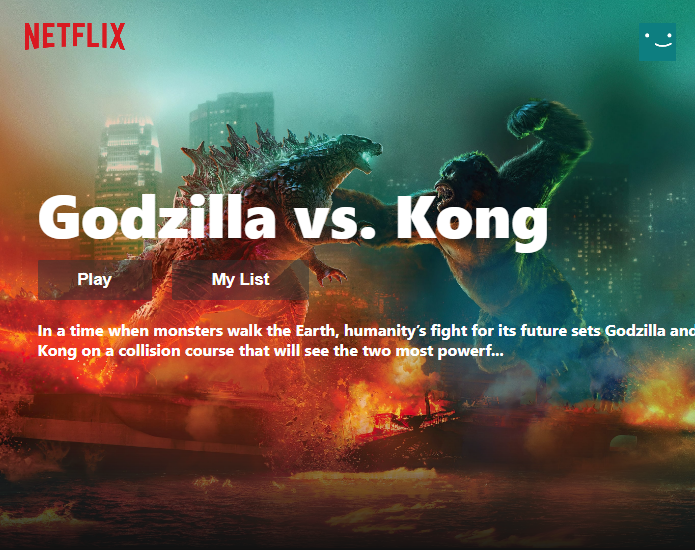 NETFLIX
Godzilla vs. Kong
Play My List
In a time when monsters walk the Earth, humanity’s fight for its future sets Godzilla and
Kong on a collision course that will see the two most powerf...